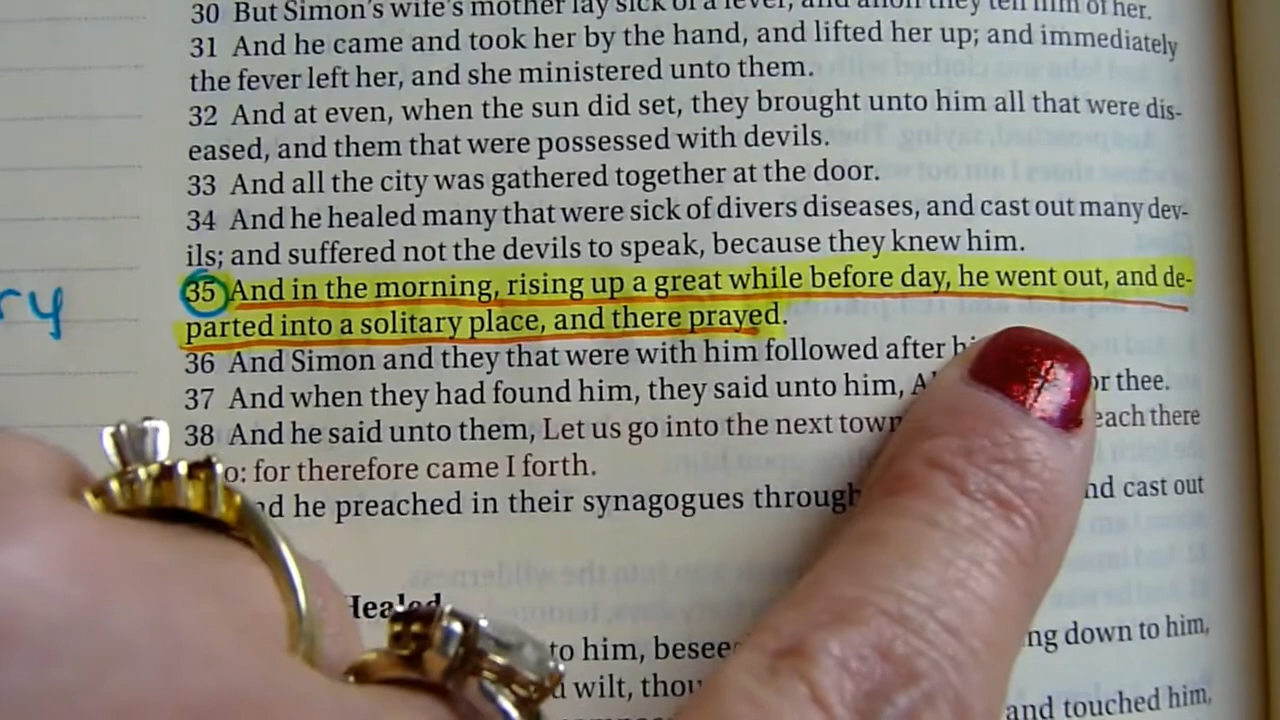 30 But Simon's wife's mother lay sick of a fever, and anon they tell him of her.
31 And he came and took her by the hand, and lifted her up; and immediately
the fever left her, and she ministered unto them.
32 And at even, when the sun did set, they brought unto him all that were dis-
eased, and them that were possessed with devils.
33 And all the city was gathered together at the door.
34 And he healed many that were sick of divers diseases, and cast out many dev-
ils; and suffered not the devils to speak, because they knew him.
35 And in the morning, rising up a great while before day, he went out, and de-
ry
parted into a solitary place, and there prayed.
36 And Simon and they that were with him followed after
37 And when they had found him, they said unto him, or thee.
38 And he said unto them, Let us go into the next town each there
o: for therefore came I forth.
nd he preached in their synagogues through nd cast out
Healed
to him, besee ng down to him,
wilt, thou
and touched him,